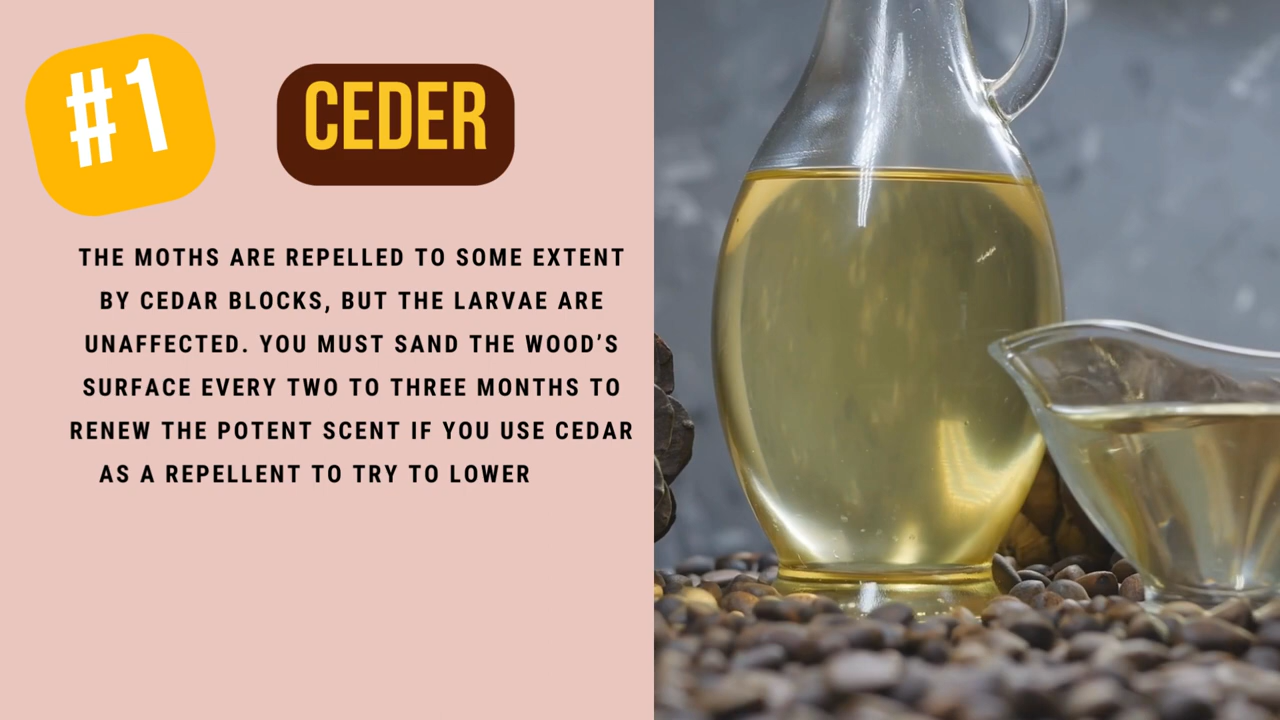 #1
CEDER
THE MOTHS ARE REPELLED TO SOME EXTENT
BY CEDAR BLOCKS, BUT THE LARVAE ARE
UNAFFECTED. YOU MUST SAND THE WOOD’S
SURFACE EVERY TWO TO THREE MONTHS TO
RENEW THE POTENT SCENT IF YOU USE CEDAR
AS A REPELLENT TO TRY TO LOWER